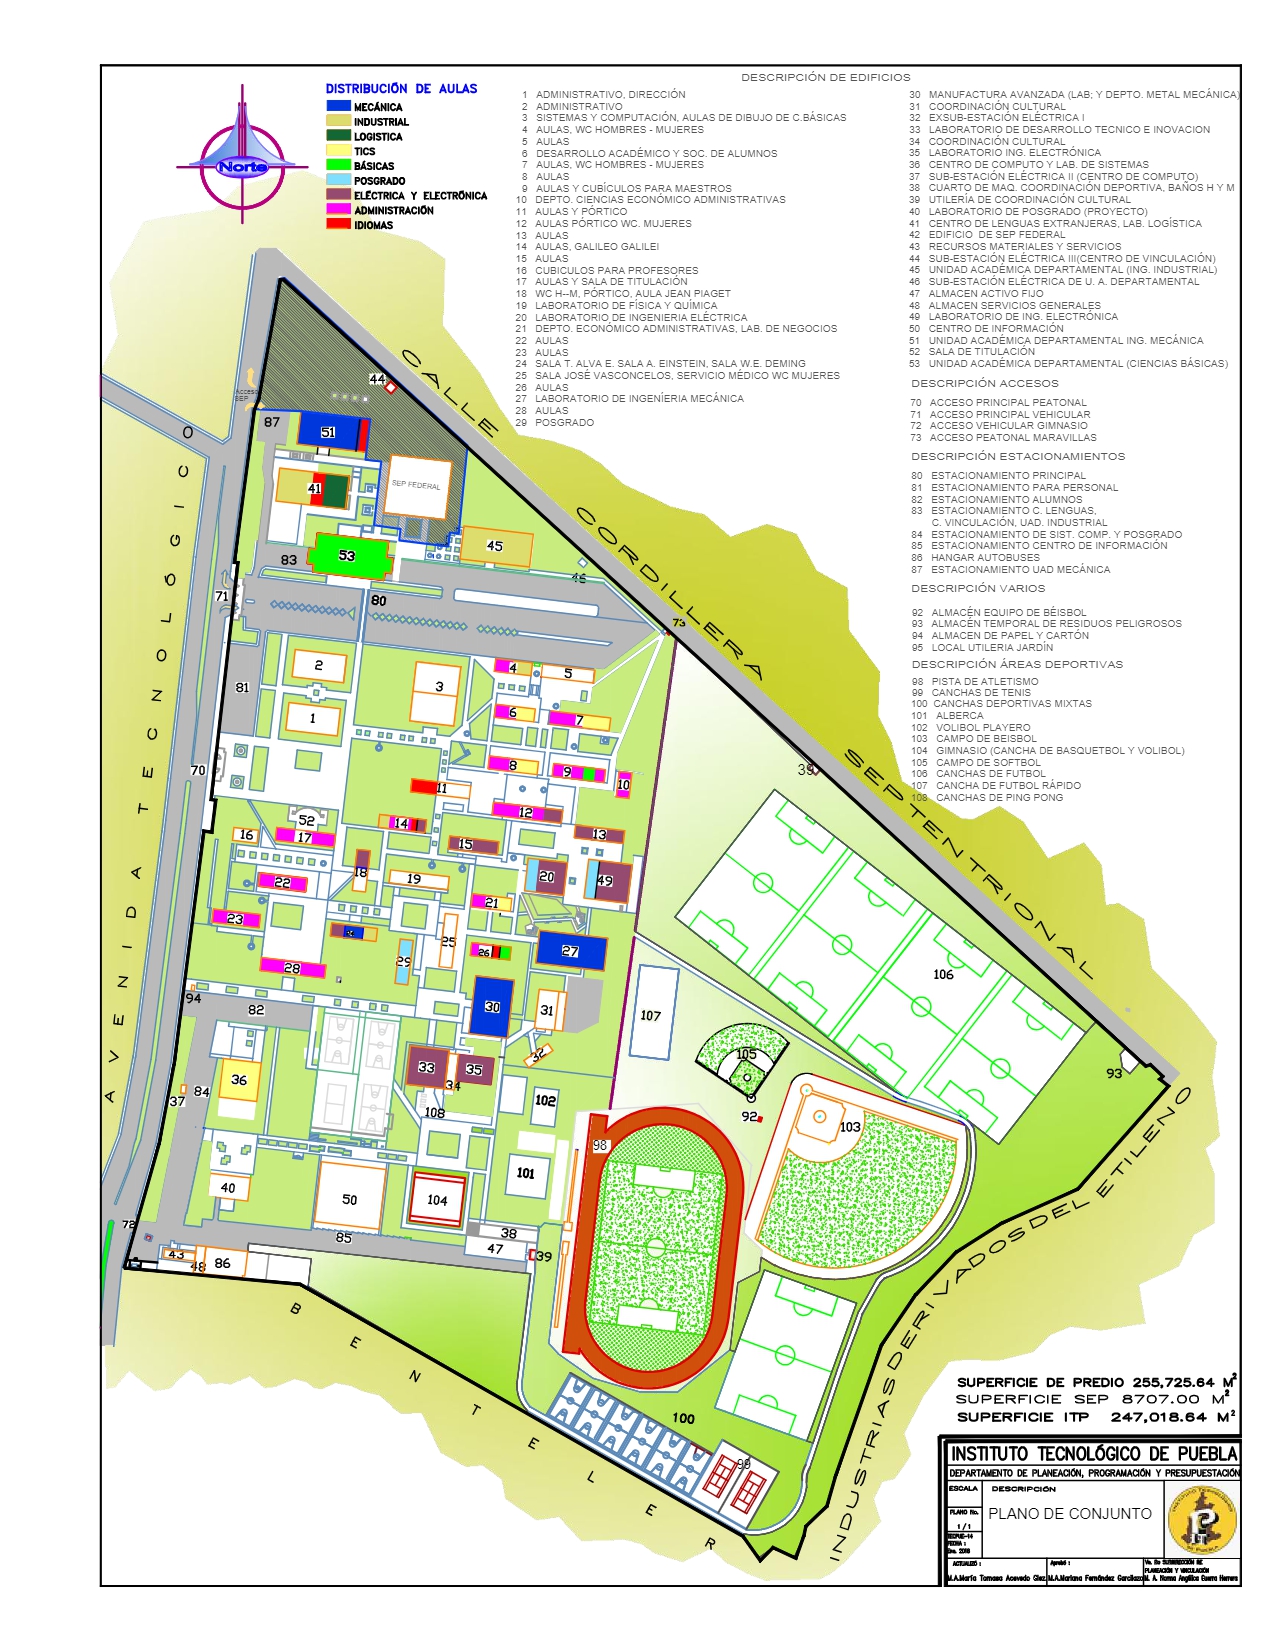 DESCRIPCIÓN DE EDIFICIOS
Norte
DISTRIBUCIÓN DE AULAS
MECÁNICA
INDUSTRIAL
LOGISTICA
TICS
BÁSICAS
POSGRADO
ELÉCTRICA Y ELECTRÓNICA
ADMINISTRACIÓN
IDIOMAS
1 ADMINISTRATIVO, DIRECCIÓN
2 ADMINISTRATIVO
3 SISTEMAS Y COMPUTACIÓN, AULAS DE DIBUJO DE C.BÁSICAS
4 AULAS, WC HOMBRES - MUJERES
5 AULAS
6 DESARROLLO ACADÉMICO Y SOC. DE ALUMNOS
7 AULAS, WC HOMBRES - MUJERES
8 AULAS
9 AULAS Y CUBÍCULOS PARA MAESTROS
10 DEPTO. CIENCIAS ECONÓMICO ADMINISTRATIVAS
11 AULAS Y PÓRTICO
12 AULAS PÓRTICO WC. MUJERES
13 AULAS
14 AULAS, GALILEO GALILEI
15 AULAS
16 CUBICULOS PARA PROFESORES
17 AULAS Y SALA DE TITULACIÓN
18 WC H--M, PÓRTICO, AULA JEAN PIAGET
19 LABORATORIO DE FÍSICA Y QUÍMICA
20 LABORATORIO DE INGENIERIA ELÉCTRICA
21 DEPTO. ECONÓMICO ADMINISTRATIVAS, LAB. DE NEGOCIOS
22 AULAS
23 AULAS
24 SALA T. ALVA E. SALA A. EINSTEIN, SALA W.E. DEMING
25 SALA JOSÉ VASCONCELOS, SERVICIO MÉDICO WC MUJERES
26 AULAS
27 LABORATORIO DE INGENÍERIA MECÁNICA
28 AULAS
29 POSGRADO
30 MANUFACTURA AVANZADA (LAB; Y DEPTO. METAL MECÁNICA)
31 COORDINACIÓN CULTURAL
32 EXSUB-ESTACIÓN ELÉCTRICA I
33 LABORATORIO DE DESARROLLO TECNICO E INOVACION
34 COORDINACIÓN CULTURAL
35 LABORATORIO ING. ELECTRÓNICA
36 CENTRO DE COMPUTO Y LAB. DE SISTEMAS
37 SUB-ESTACIÓN ELÉCTRICA II (CENTRO DE COMPUTO)
38 CUARTO DE MAQ. COORDINACIÓN DEPORTIVA, BAÑOS H Y M
39 UTILERÍA DE COORDINACIÓN CULTURAL
40 LABORATORIO DE POSGRADO (PROYECTO)
41 CENTRO DE LENGUAS EXTRANJERAS, LAB. LOGÍSTICA
42 EDIFICIO DE SEP FEDERAL
43 RECURSOS MATERIALES Y SERVICIOS
44 SUB-ESTACIÓN ELÉCTRICA III(CENTRO DE VINCULACIÓN)
45 UNIDAD ACADÉMICA DEPARTAMENTAL (ING. INDUSTRIAL)
46 SUB-ESTACIÓN ELÉCTRICA DE U. A. DEPARTAMENTAL
47 ALMACEN ACTIVO FIJO
48 ALMACEN SERVICIOS GENERALES
49 LABORATORIO DE ING. ELECTRÓNICA
50 CENTRO DE INFORMACIÓN
51 UNIDAD ACADÉMICA DEPARTAMENTAL ING. MECÁNICA
52 SALA DE TITULACIÓN
53 UNIDAD ACADÉMICA DEPARTAMENTAL (CIENCIAS BÁSICAS)
DESCRIPCIÓN ACCESOS
70 ACCESO PRINCIPAL PEATONAL
71 ACCESO PRINCIPAL VEHICULAR
72 ACCESO VEHICULAR GIMNASIO
73 ACCESO PEATONAL MARAVILLAS
DESCRIPCIÓN ESTACIONAMIENTOS
80 ESTACIONAMIENTO PRINCIPAL
81 ESTACIONAMIENTO PARA PERSONAL
82 ESTACIONAMIENTO ALUMNOS
83 ESTACIONAMIENTO C. LENGUAS,
C. VINCULACIÓN, UAD. INDUSTRIAL
84 ESTACIONAMIENTO DE SIST. COMP. Y POSGRADO
85 ESTACIONAMIENTO CENTRO DE INFORMACIÓN
86 HANGAR AUTOBUSES
87 ESTACIONAMIENTO UAD MECÁNICA
DESCRIPCIÓN VARIOS
92 ALMACÉN EQUIPO DE BÉISBOL
93 ALMACÉN TEMPORAL DE RESIDUOS PELIGROSOS
94 ALMACEN DE PAPEL Y CARTÓN
95 LOCAL UTILERIA JARDÍN
DESCRIPCIÓN ÁREAS DEPORTIVAS
98 PISTA DE ATLETISMO
99 CANCHAS DE TENIS
100 CANCHAS DEPORTIVAS MIXTAS
101 ALBERCA
102 VOLIBOL PLAYERO
103 CAMPO DE BEISBOL
104 GIMNASIO (CANCHA DE BASQUETBOL Y VOLIBOL)
105 CAMPO DE SOFTBOL
106 CANCHAS DE FUTBOL
107 CANCHA DE FUTBOL RÁPIDO
108 CANCHAS DE PING PONG
CALLE CORDILLERA SEPTENTRIONAL
AVENIDA TECNOLÓGICO
BENTELER
INDUSTRIAS DERIVADOS DEL ETILENO
Acceso
SEP
SEP FEDERAL
44
87
51
41
45
83
53
46
71
80
73
2
3
4
5
81
1
6
7
70
8
9
39
11
10
52
14
12
16
17
15
13
18
22
19
20
49
23
21
25
26
27
28
29
106
94
82
30
31
107
33
35
32
105
36
34
93
84
37
108
102
92
103
98
40
50
104
101
72
85
38
43
48
86
47
39
100
99
SUPERFICIE DE PREDIO 255,725.64 M²
SUPERFICIE SEP 8707.00 M²
SUPERFICIE ITP 247,018.64 M²
INSTITUTO TECNOLÓGICO DE PUEBLA
DEPARTAMENTO DE PLANEACIÓN, PROGRAMACIÓN Y PRESUPUESTACIÓN
ESCALA
DESCRIPCIÓN
PLANO No.
1 / 1
PLANO DE CONJUNTO
FECHA :
Ene. 2018
INSTITUTO TECNOLOGICO
DE PUEBLA
ACTUALIZÓ :
Aprobó :
Vo. Bo SUBDIRECCIÓN DE
PLANEACIÓN Y VINCULACIÓN
M.A.María Tomasa Acevedo Glez.
M.A.Mariana Fernández Garcilazo
M. A. Norma Angélica Guerra Herrera